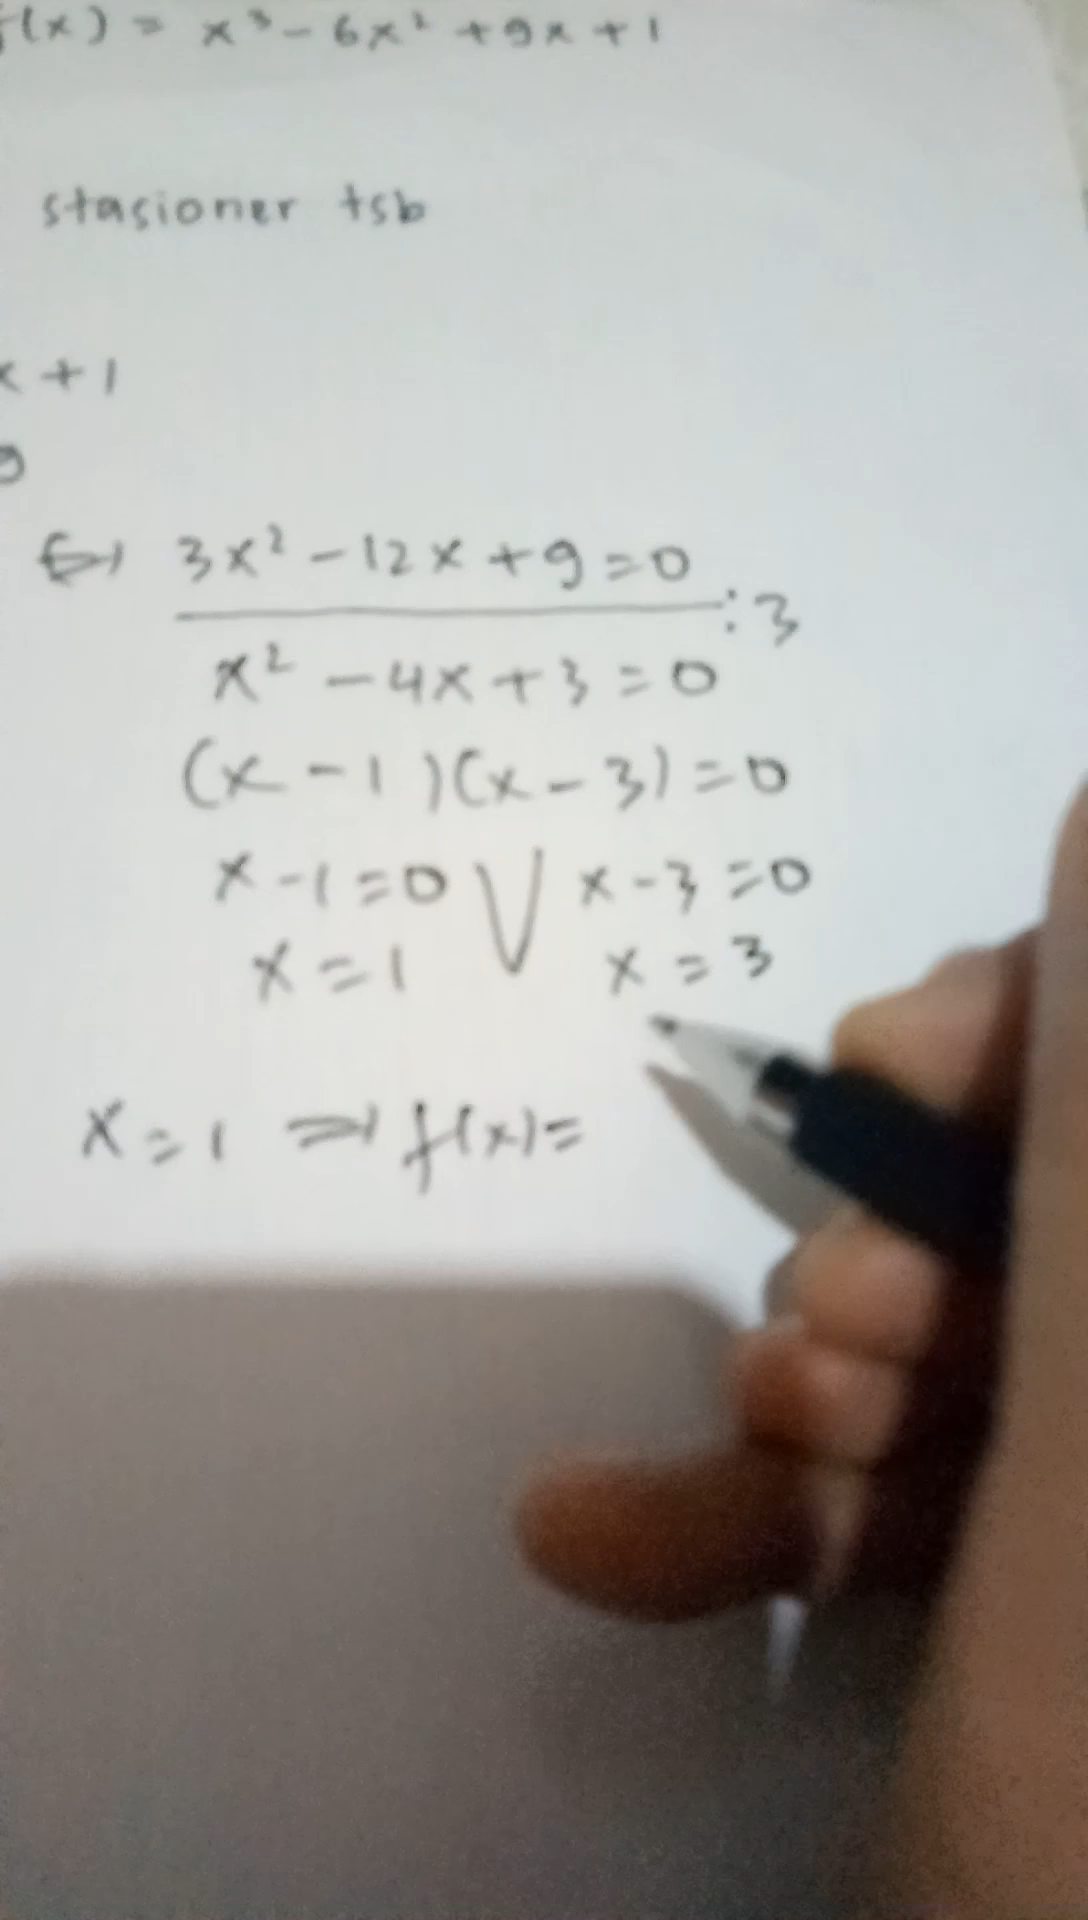 f(x) = x³ - 6x² + 9x + 1
stasioner tsb
x + 1
9
⇔ 3x² - 12x + 9 = 0
: 3
x² - 4x + 3 = 0
(x - 1)(x - 3) = 0
x - 1 = 0 V x - 3 = 0
x = 1 x = 3
x = 1 ⇒ f(x) =